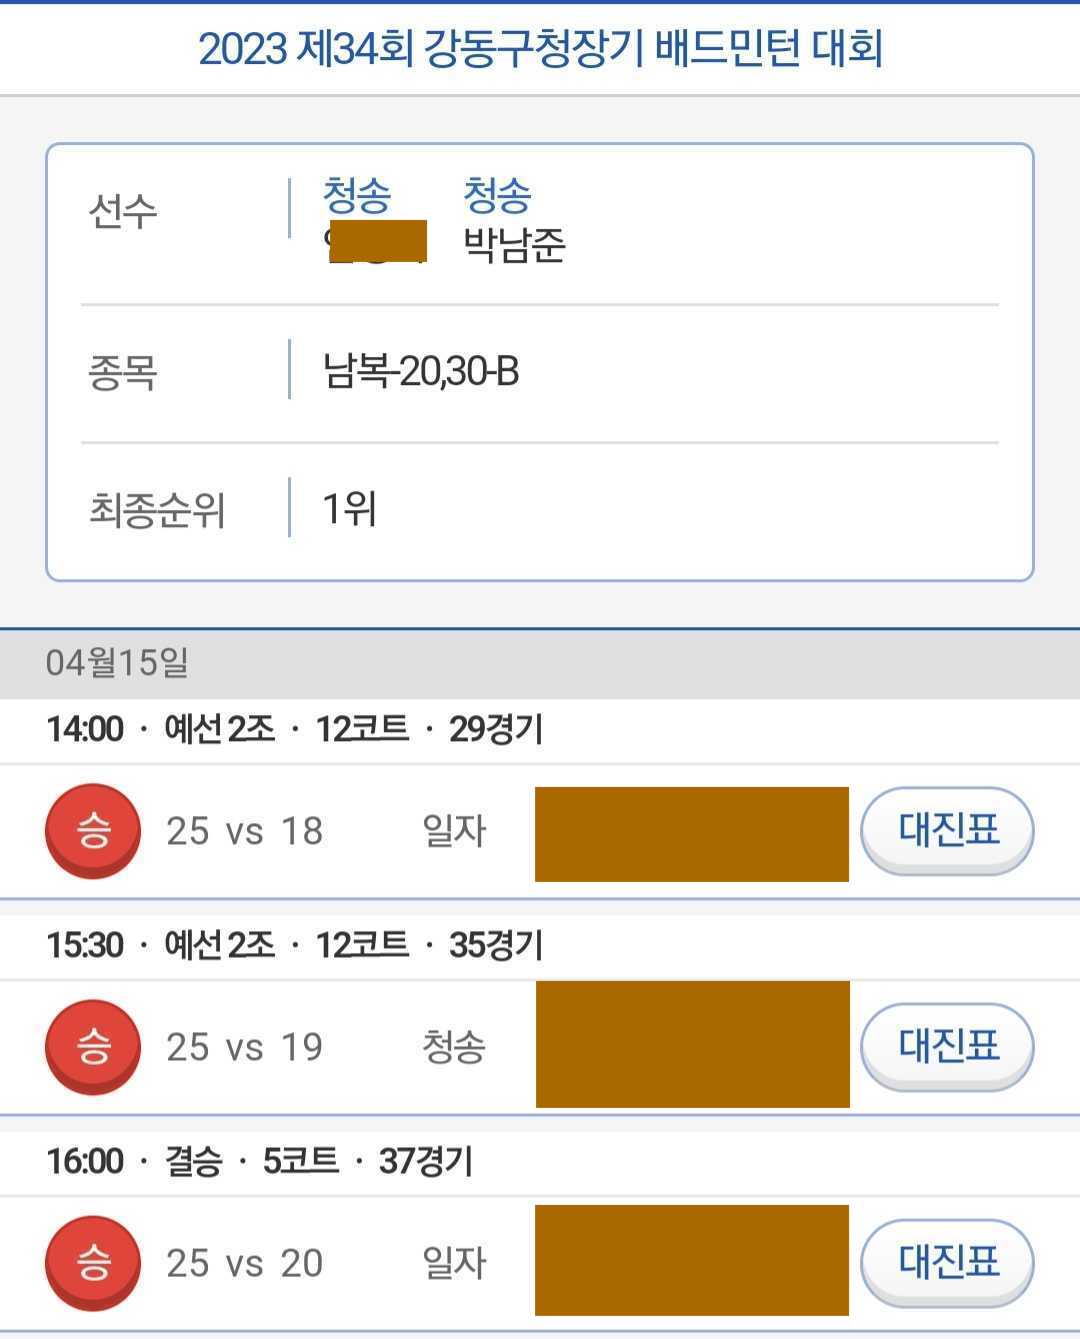 2023 제34회 강동구청장기 배드민턴 대회
선수 청송 청송
박남준
종목 남복-20,30-B
최종순위 1위
04월15일
14:00 · 예선 2조 · 12코트 · 29경기
승 25 vs 18 일자 대진표
15:30 · 예선 2조 · 12코트 · 35경기
승 25 vs 19 청송 대진표
16:00 · 결승 · 5코트 · 37경기
승 25 vs 20 일자 대진표